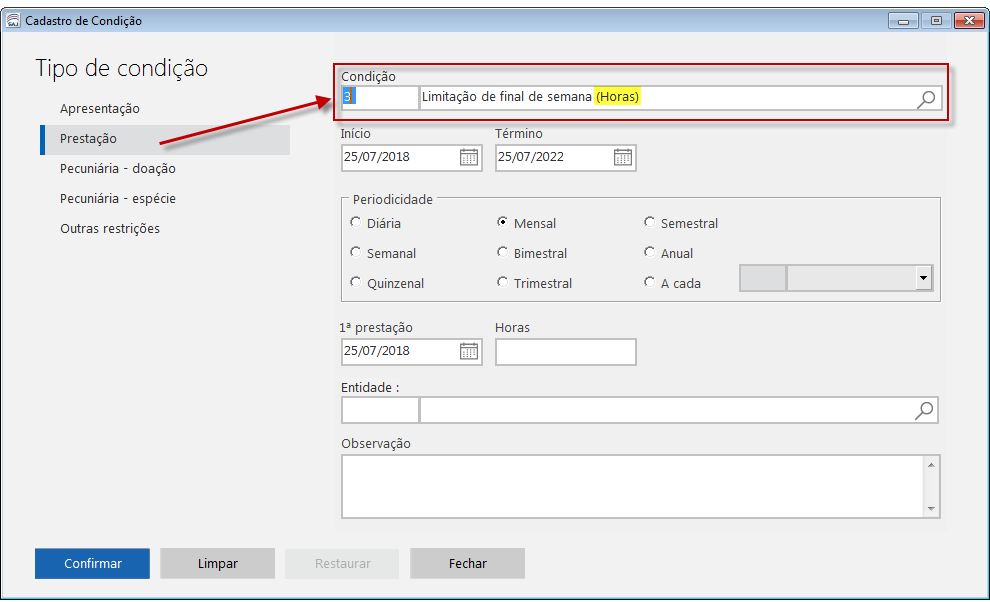 Cadastro de Condição
Tipo de condição
Apresentação
Prestação
Pecuniária - doação
Pecuniária - espécie
Outras restrições
Condição
3 Limitação de final de semana (Horas)
Início Término
25/07/2018 25/07/2022
Periodicidade
Diária Mensal Semestral
Semanal Bimestral Anual
Quinzenal Trimestral A cada
1ª prestação Horas
25/07/2018
Entidade :
Observação
Confirmar Limpar Restaurar Fechar